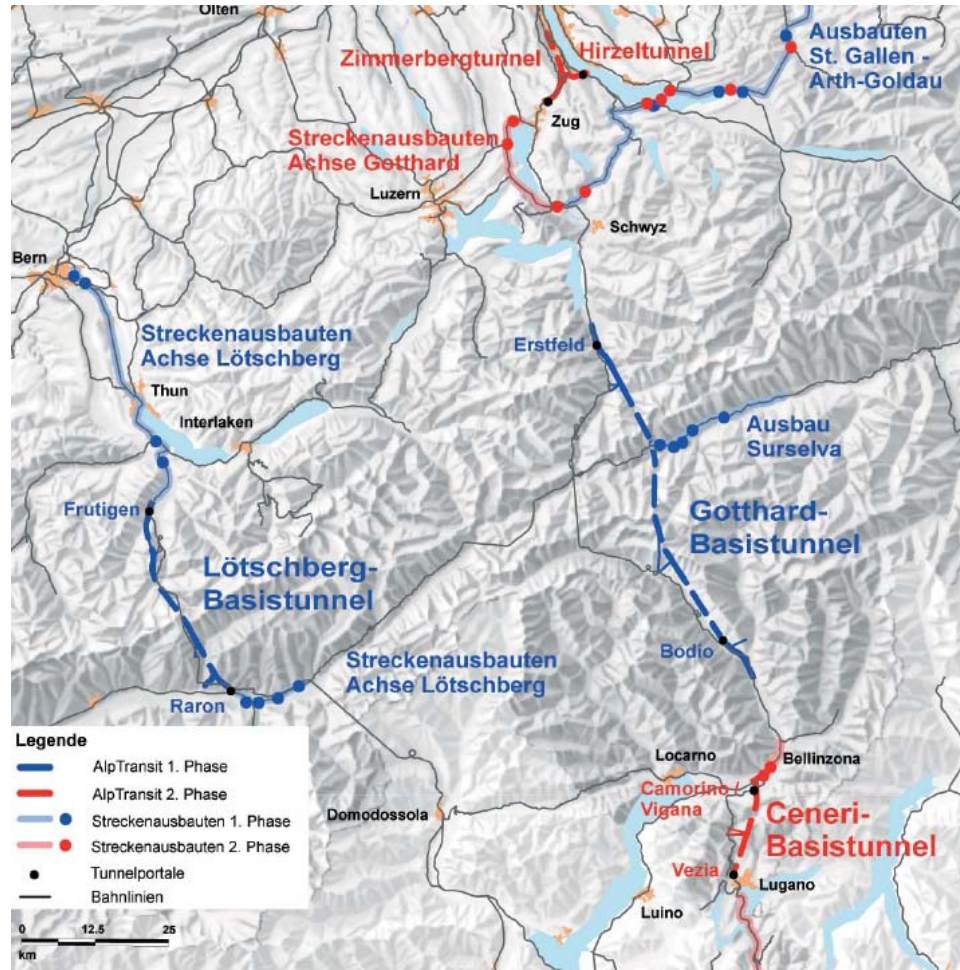 Olten
Zimmerbergtunnel
Hirzeltunnel
Ausbauten
St. Gallen -
Arth-Goldau
Zug
Streckenausbauten
Achse Gotthard
Luzern
Schwyz
Bern
Streckenausbauten
Achse Lötschberg
Erstfeld
Thun
Interlaken
Ausbau
Surselva
Frutigen
Gotthard-
Basistunnel
Lötschberg-
Basistunnel
Bodio
Streckenausbauten
Achse Lötschberg
Raron
Legende
AlpTransit 1. Phase
AlpTransit 2. Phase
Streckenausbauten 1. Phase
Streckenausbauten 2. Phase
Tunnelportale
Bahnlinien
0 12.5 25
km
Locarno
Bellinzona
Camorino /
Vigana
Domodossola
Ceneri-
Basistunnel
Vezia
Lugano
Luino